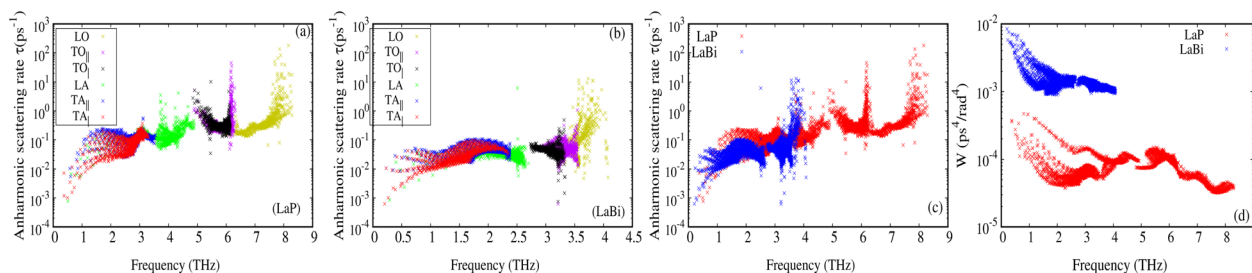 Anharmonic scattering rate τ(ps⁻¹)
10³
10²
10¹
10⁰
10⁻¹
10⁻²
10⁻³
10⁻⁴
(a)
LO
TO||
TO|
LA
TA||
TA|
(LaP)
0 1 2 3 4 5 6 7 8 9
Frequency (THz)
Anharmonic scattering rate τ(ps⁻¹)
10³
10²
10¹
10⁰
10⁻¹
10⁻²
10⁻³
10⁻⁴
(b)
LO
TO||
TO|
LA
TA||
TA|
(LaBi)
0 0.5 1 1.5 2 2.5 3 3.5 4 4.5
Frequency (THz)
Anharmonic scattering rate τ(ps⁻¹)
10³
10²
10¹
10⁰
10⁻¹
10⁻²
10⁻³
10⁻⁴
LaP
LaBi
(c)
0 1 2 3 4 5 6 7 8 9
Frequency (THz)
W (ps⁴/rad⁴)
10⁻²
10⁻³
10⁻⁴
10⁻⁵
LaP
LaBi
(d)
0 1 2 3 4 5 6 7 8
Frequency (THz)